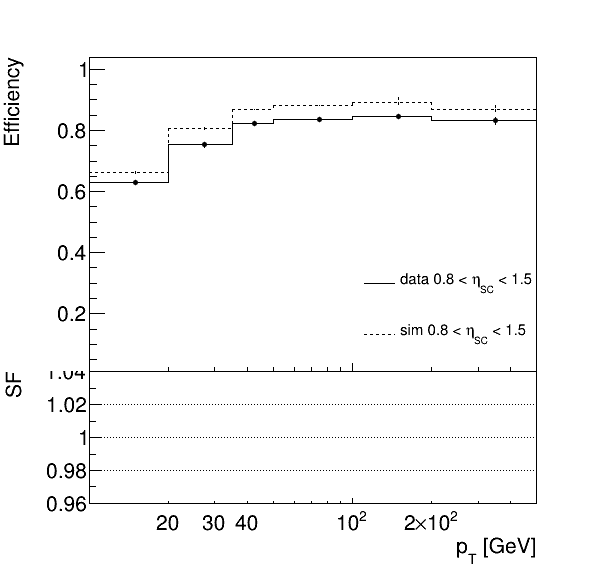 Efficiency
1
0.8
0.6
0.4
0.2
data 0.8 < η_SC < 1.5
sim 0.8 < η_SC < 1.5
SF
1.04
1.02
1
0.98
0.96
20 30 40 10² 2×10²
p_T [GeV]